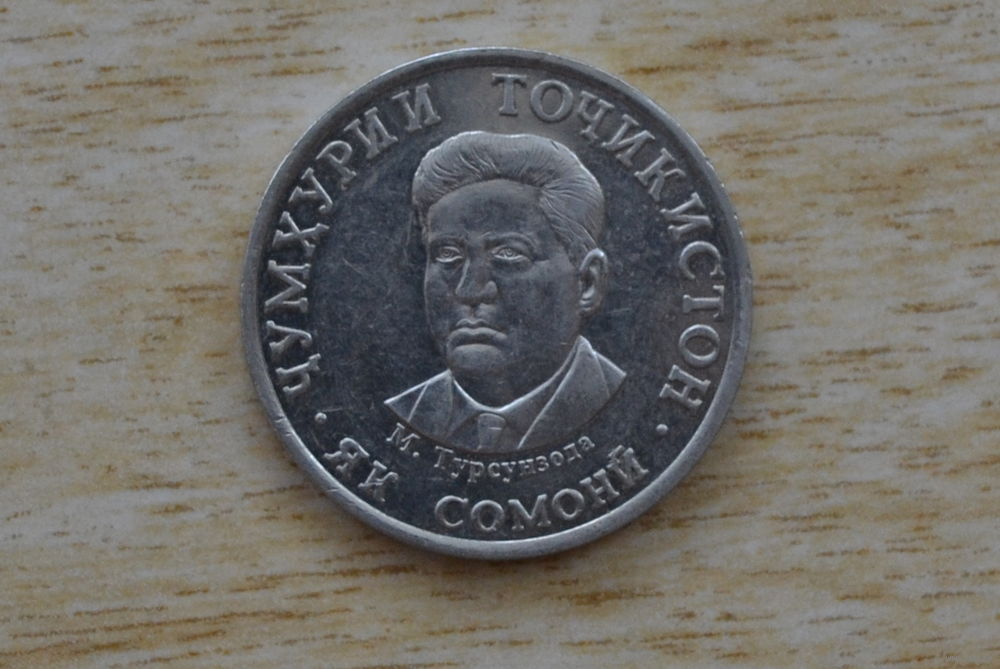 ҶУМҲУРИИ ТОҶИКИСТОН
М. Турсунзода
· ЯК СОМОНӢ ·